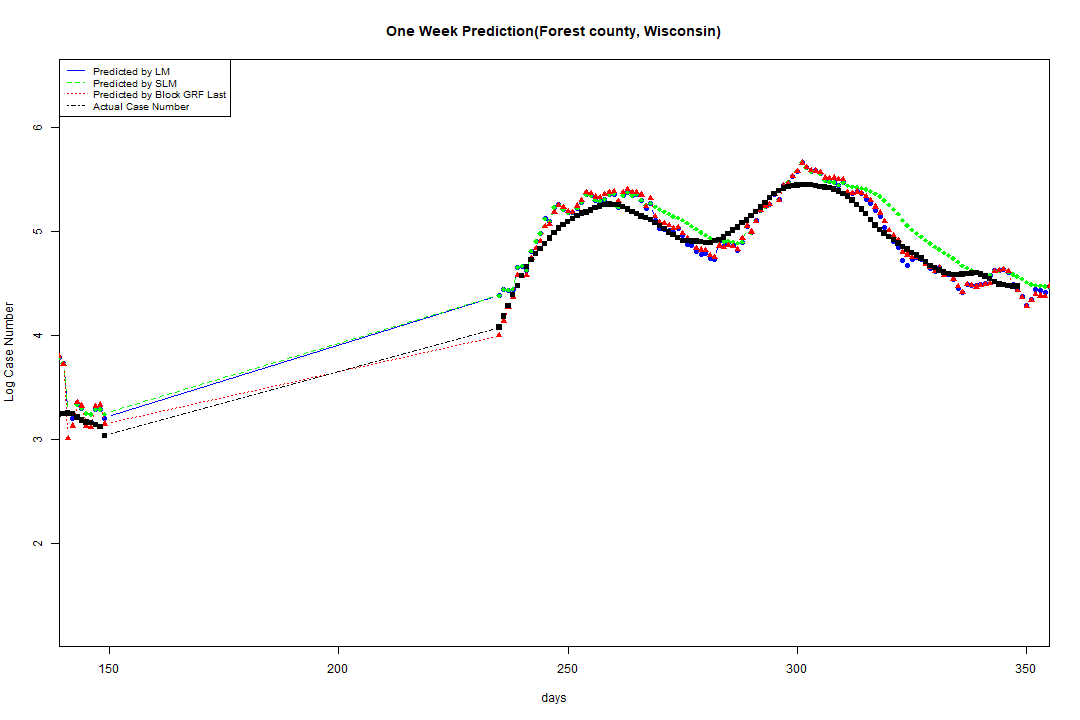 One Week Prediction(Forest county, Wisconsin)
Predicted by LM
Predicted by SLM
Predicted by Block GRF Last
Actual Case Number
6
5
4
3
2
Log Case Number
150 200 250 300 350
days